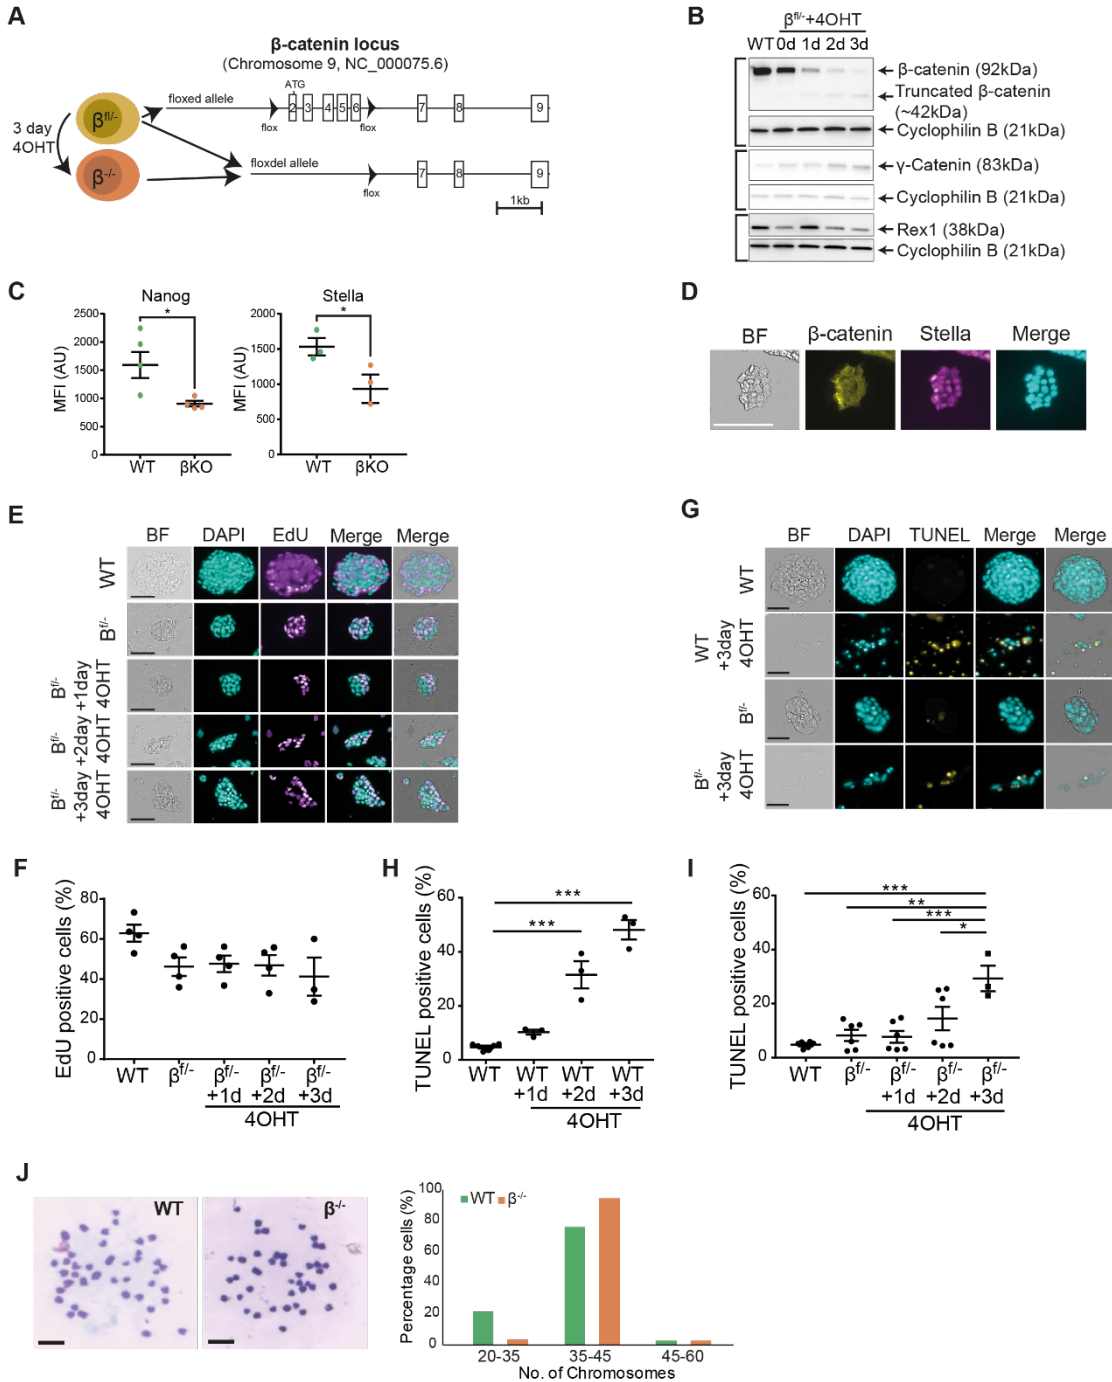 A
β-catenin locus
(Chromosome 9, NC_000075.6)
ATG
floxed allele
2 3 4 5 6 7 8 9
flox flox
βfl/-
3 day
4OHT
β-/-
floxdel allele
7 8 9
flox
1kb
B
βfl/-+4OHT
WT 0d 1d 2d 3d
β-catenin (92kDa)
Truncated β-catenin
(~42kDa)
Cyclophilin B (21kDa)
γ-Catenin (83kDa)
Cyclophilin B (21kDa)
Rex1 (38kDa)
Cyclophilin B (21kDa)
C
Nanog
MFI (AU)
2500
2000
1500
1000
500
0
*
WT βKO
Stella
MFI (AU)
2000
1500
1000
500
0
*
WT βKO
D
BF β-catenin Stella Merge
E
BF DAPI EdU Merge Merge
WT
Bf/-
Bf/- +1day 4OHT
Bf/- +2day 4OHT
Bf/- +3day 4OHT
G
BF DAPI TUNEL Merge Merge
WT
WT +3day 4OHT
Bf/-
Bf/- +3day 4OHT
F
EdU positive cells (%)
80
60
40
20
0
WT βf/- βf/- βf/- βf/-
+1d +2d +3d
4OHT
H
TUNEL positive cells (%)
60
40
20
0
***
***
WT WT WT WT
+1d +2d +3d
4OHT
I
TUNEL positive cells (%)
60
40
20
0
***
**
***
*
WT βf/- βf/- βf/- βf/-
+1d +2d +3d
4OHT
J
WT
β-/-
Percentage cells (%)
100
80
60
40
20
0
WT β-/-
20-35 35-45 45-60
No. of Chromosomes